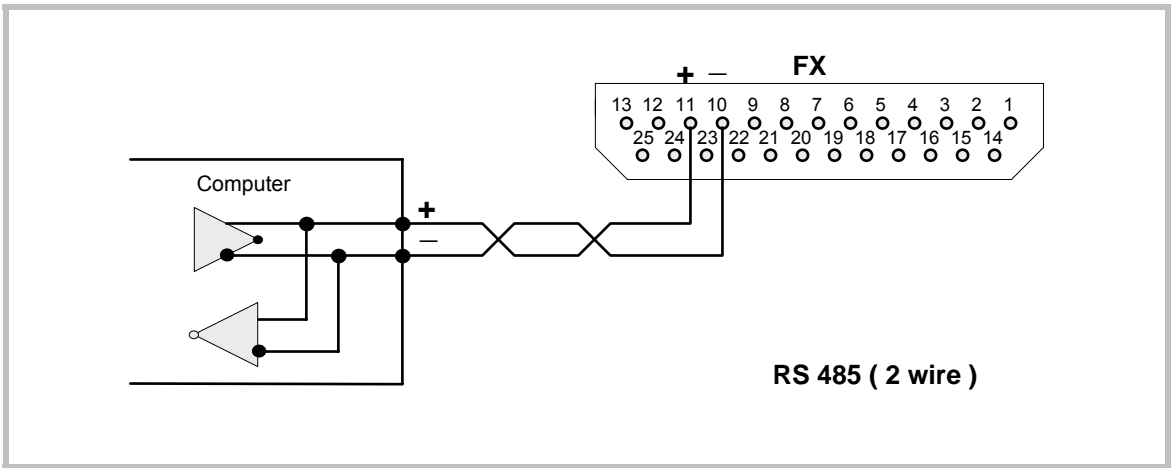 + – FX
13 12 11 10 9 8 7 6 5 4 3 2 1
25 24 23 22 21 20 19 18 17 16 15 14
Computer
+
–
RS 485 ( 2 wire )